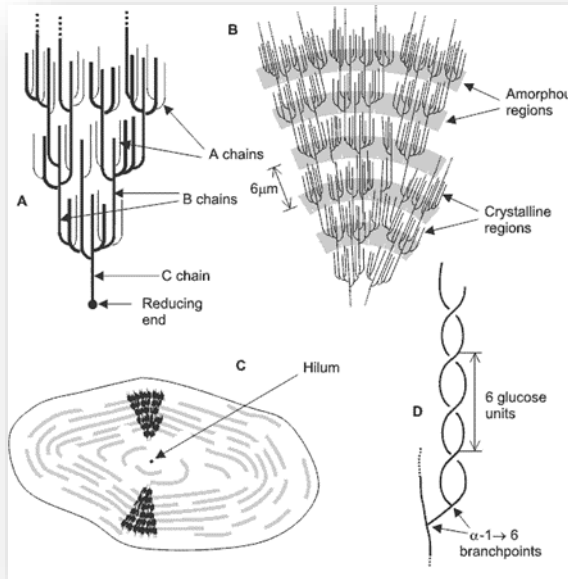 A
A chains
B chains
C chain
Reducing
end
B
Amorphou
regions
6μm
Crystalline
regions
C
Hilum
D
6 glucose
units
α-1→ 6
branchpoints